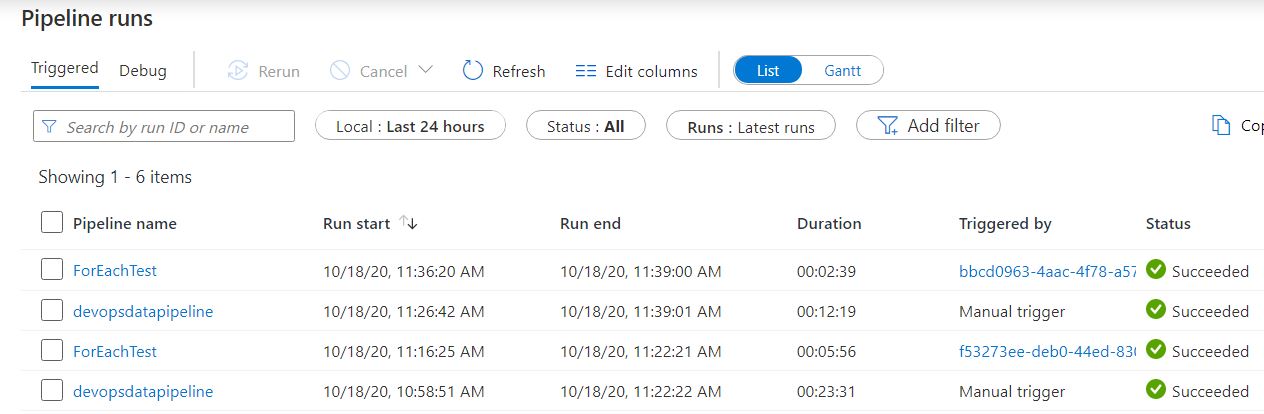 Pipeline runs
Triggered Debug Rerun Cancel Refresh Edit columns List Gantt
Search by run ID or name Local : Last 24 hours Status : All Runs : Latest runs Add filter Cop
Showing 1 - 6 items
Pipeline name Run start Run end Duration Triggered by Status
ForEachTest 10/18/20, 11:36:20 AM 10/18/20, 11:39:00 AM 00:02:39 bbcd0963-4aac-4f78-a57 Succeeded
devopsdatapipeline 10/18/20, 11:26:42 AM 10/18/20, 11:39:01 AM 00:12:19 Manual trigger Succeeded
ForEachTest 10/18/20, 11:16:25 AM 10/18/20, 11:22:21 AM 00:05:56 f53273ee-deb0-44ed-830 Succeeded
devopsdatapipeline 10/18/20, 10:58:51 AM 10/18/20, 11:22:22 AM 00:23:31 Manual trigger Succeeded